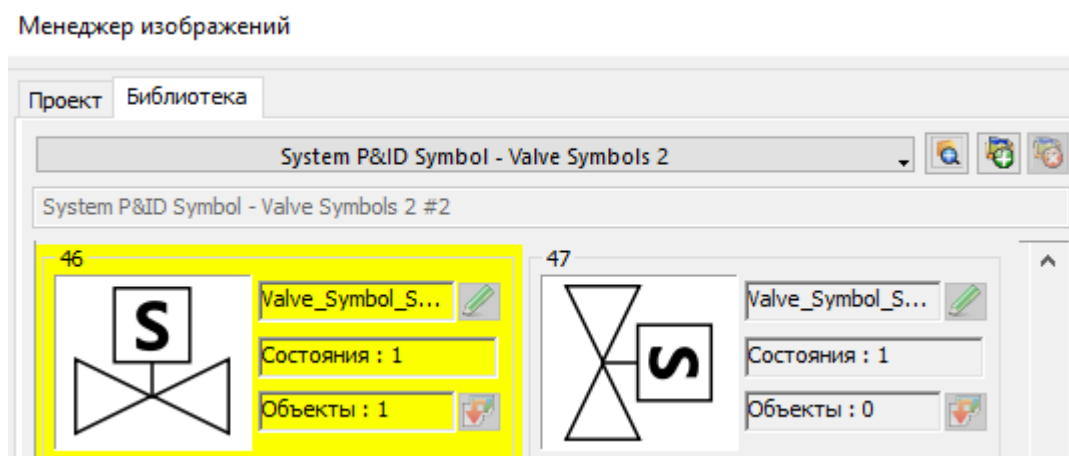 Менеджер изображений
Проект Библиотека
System P&ID Symbol - Valve Symbols 2
System P&ID Symbol - Valve Symbols 2 #2
46 47
S Valve_Symbol_S... S Valve_Symbol_S...
Состояния : 1 Состояния : 1
Объекты : 1 Объекты : 0